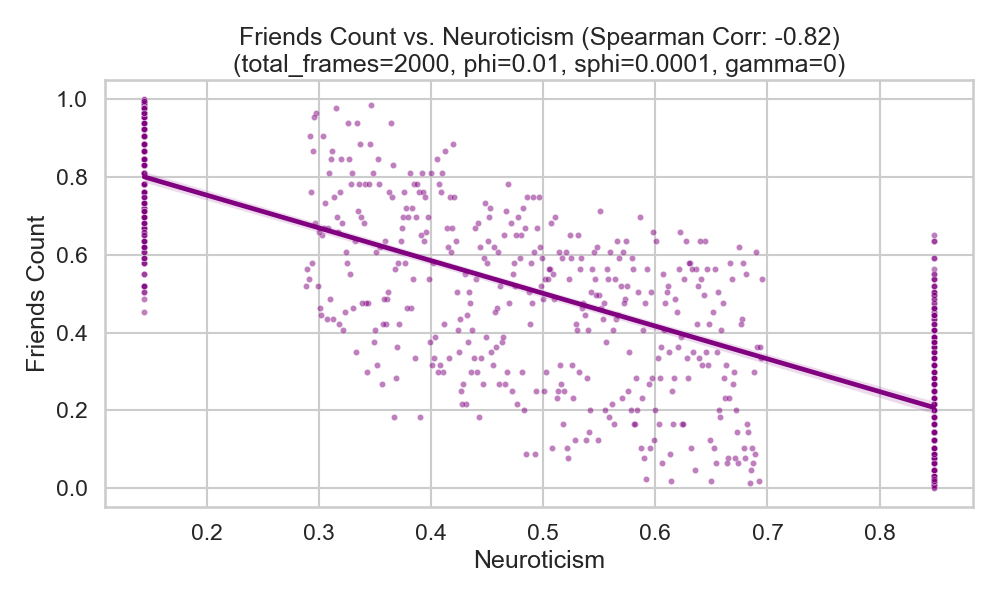 Friends Count vs. Neuroticism (Spearman Corr: -0.82)
(total_frames=2000, phi=0.01, sphi=0.0001, gamma=0)
1.0
0.8
0.6
0.4
0.2
0.0
Friends Count
0.2 0.3 0.4 0.5 0.6 0.7 0.8
Neuroticism